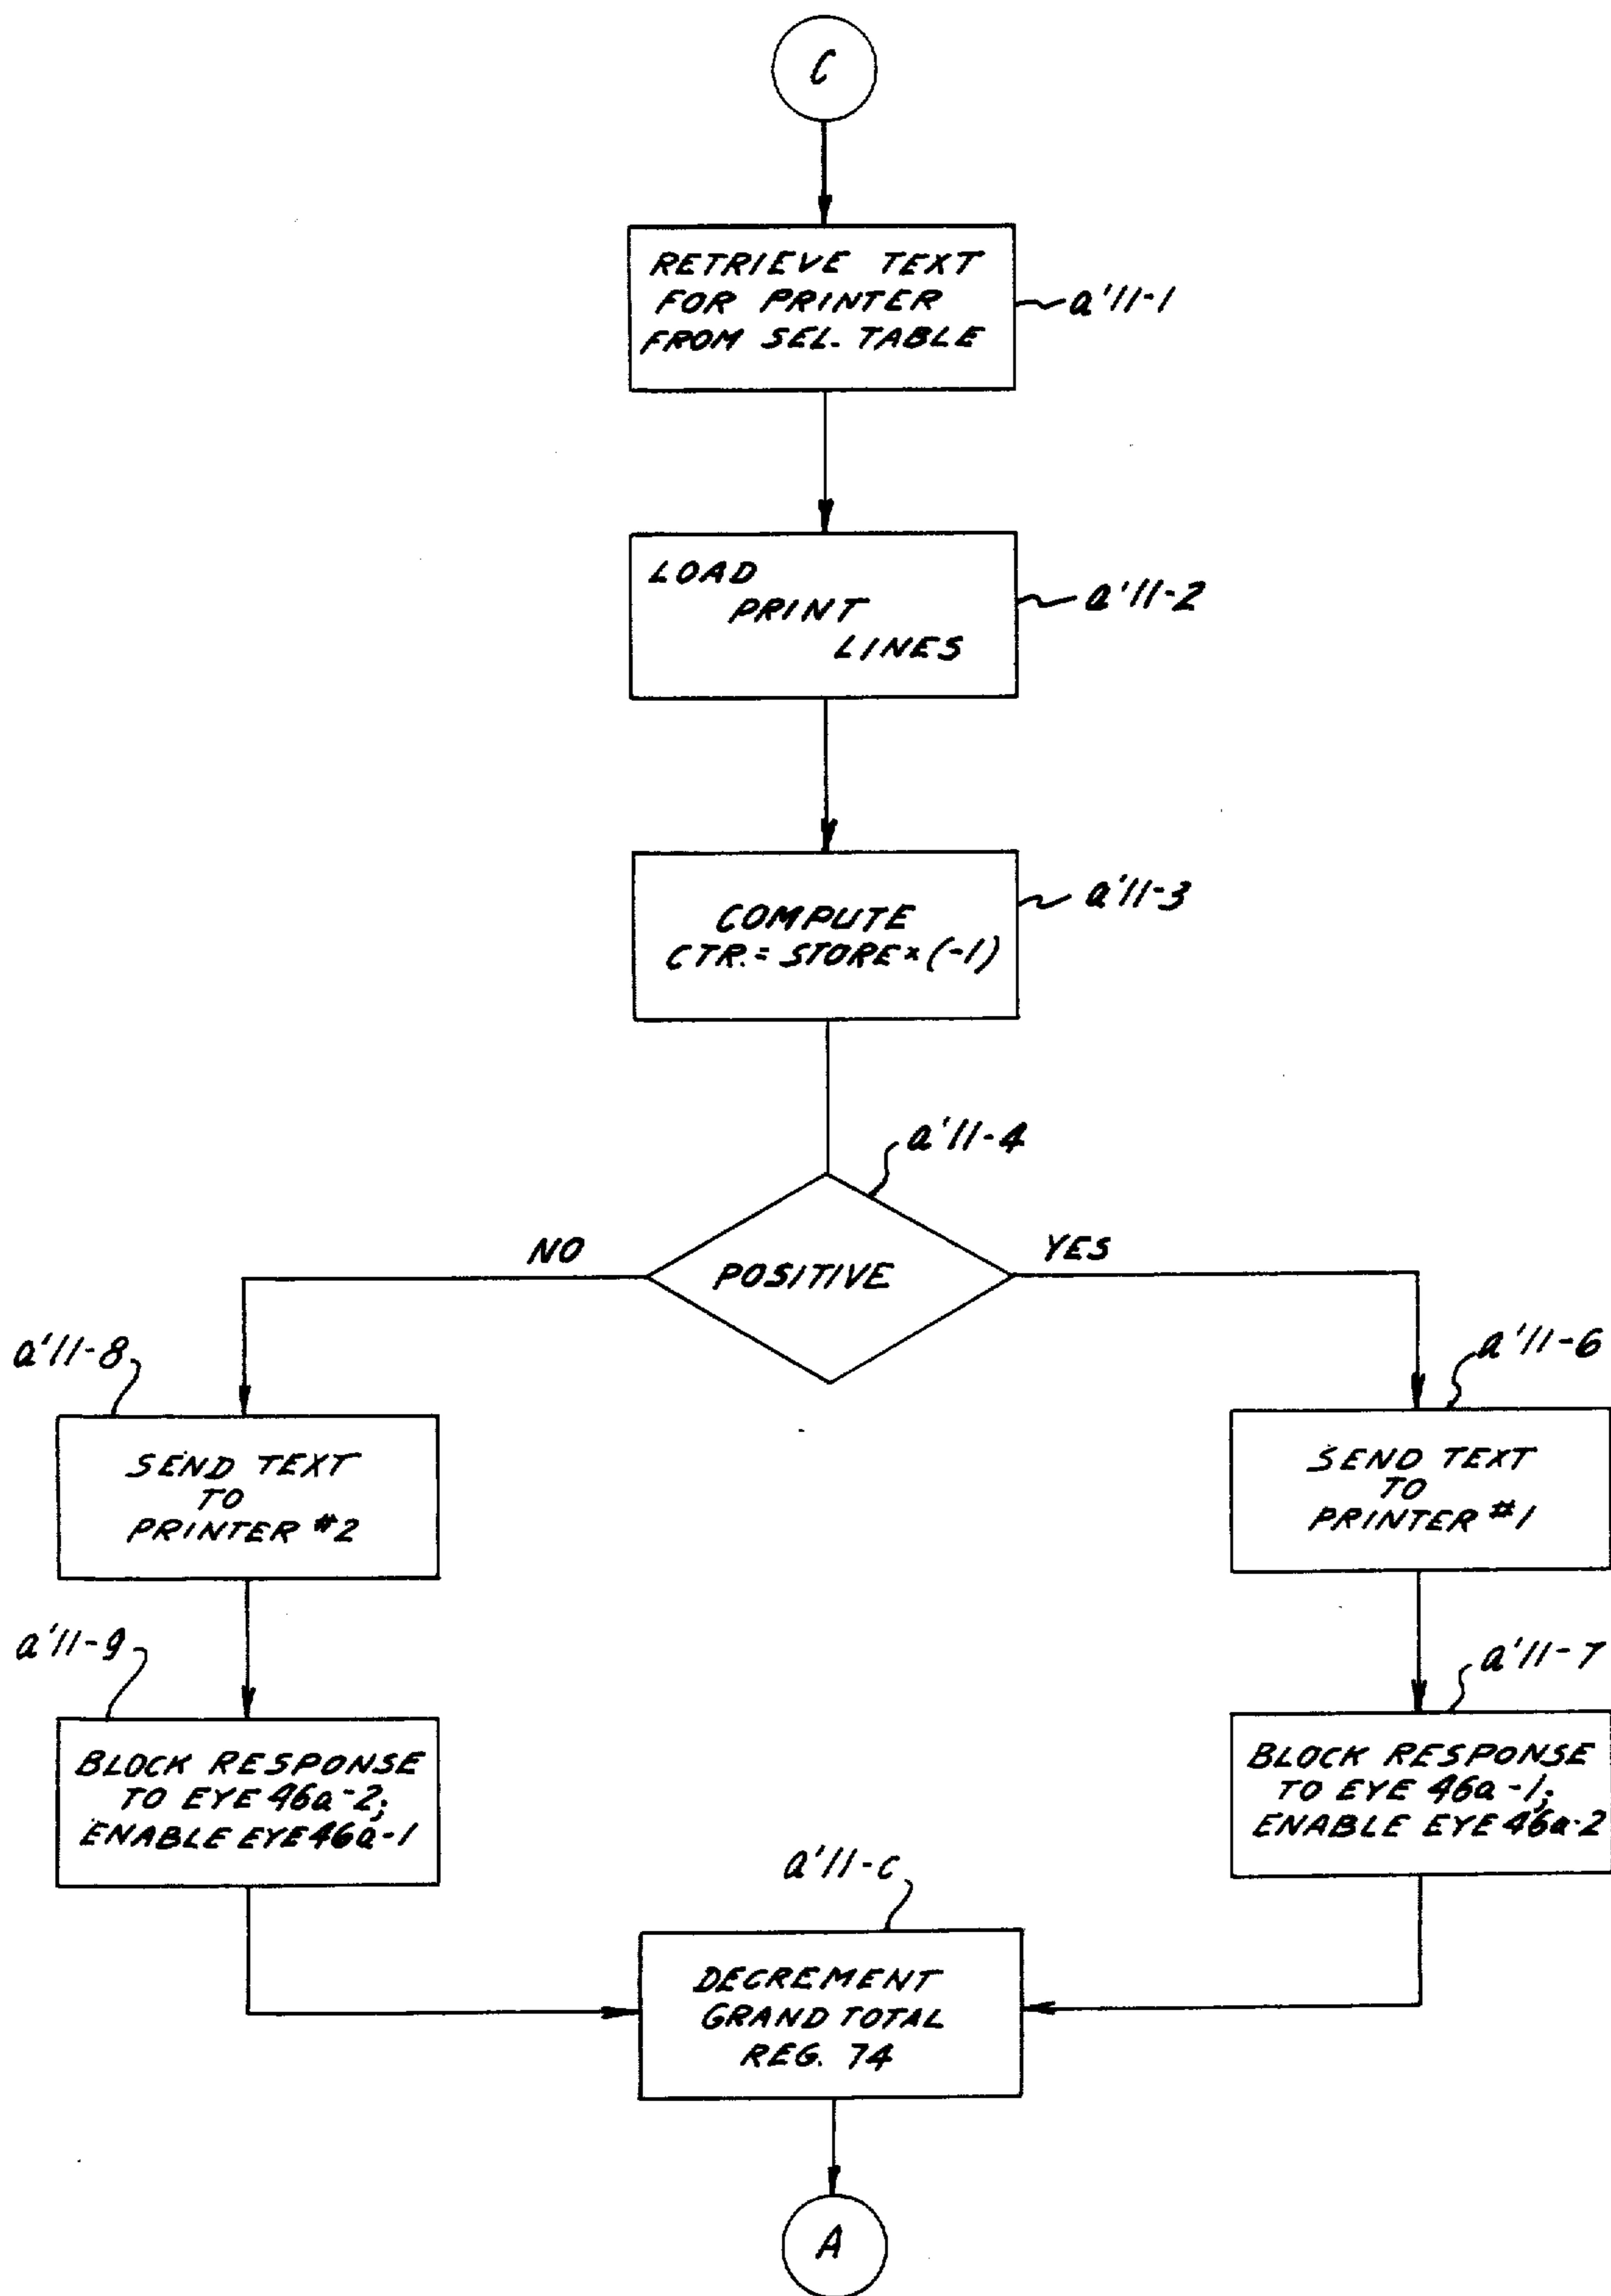 C
RETRIEVE TEXT
FOR PRINTER
FROM SEL. TABLE
a'11-1
LOAD
PRINT
LINES
a'11-2
COMPUTE
CTR. = STORE × (-1)
a'11-3
a'11-4
POSITIVE
NO
YES
a'11-8
SEND TEXT
TO
PRINTER #2
a'11-6
SEND TEXT
TO
PRINTER #1
a'11-9
BLOCK RESPONSE
TO EYE 46a-2;
ENABLE EYE 46a-1
a'11-7
BLOCK RESPONSE
TO EYE 46a-1;
ENABLE EYE 46a-2
a'11-c
DECREMENT
GRAND TOTAL
REG. 74
A